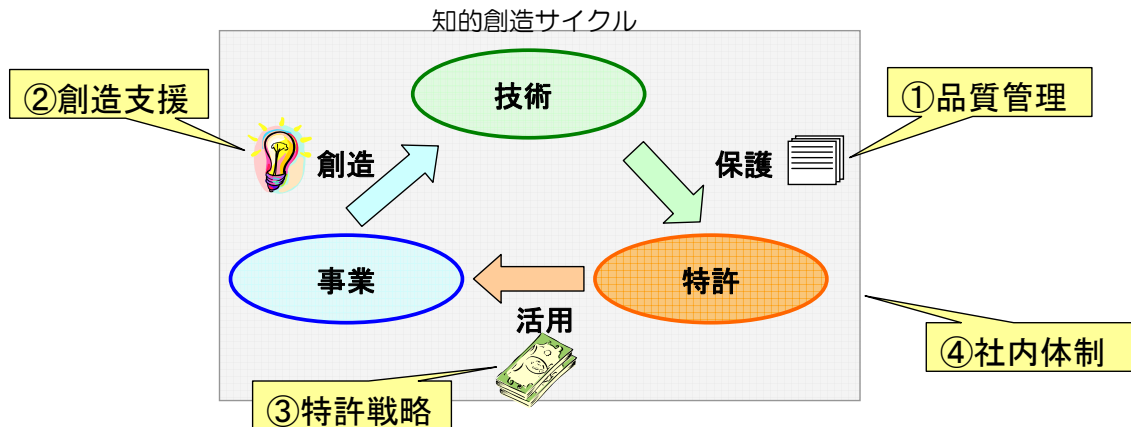 知的創造サイクル
技術
②創造支援
①品質管理
創造
保護
事業
特許
活用
④社内体制
③特許戦略